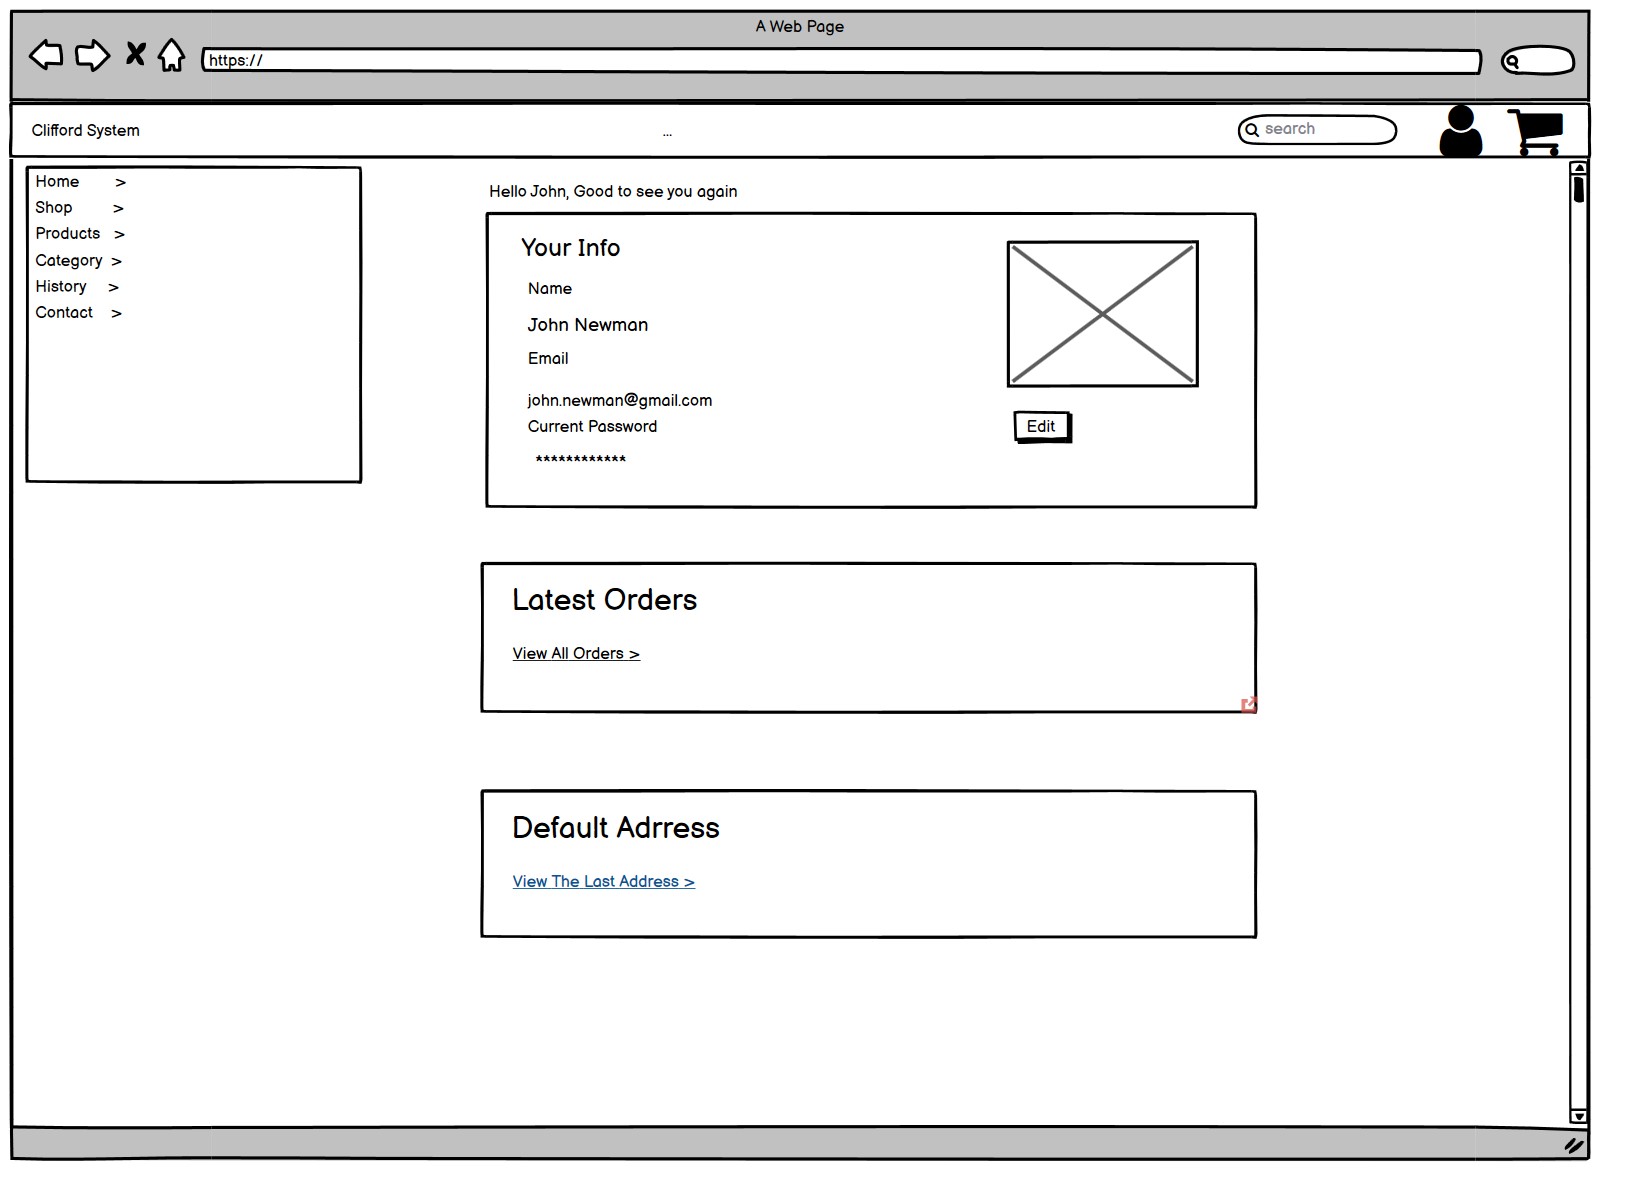 A Web Page
https://
Clifford System
...
search
Home >
Shop >
Products >
Category >
History >
Contact >
Hello John, Good to see you again
Your Info
Name
John Newman
Email
john.newman@gmail.com
Current Password
************
Edit
Latest Orders
View All Orders >
Default Adrress
View The Last Address >